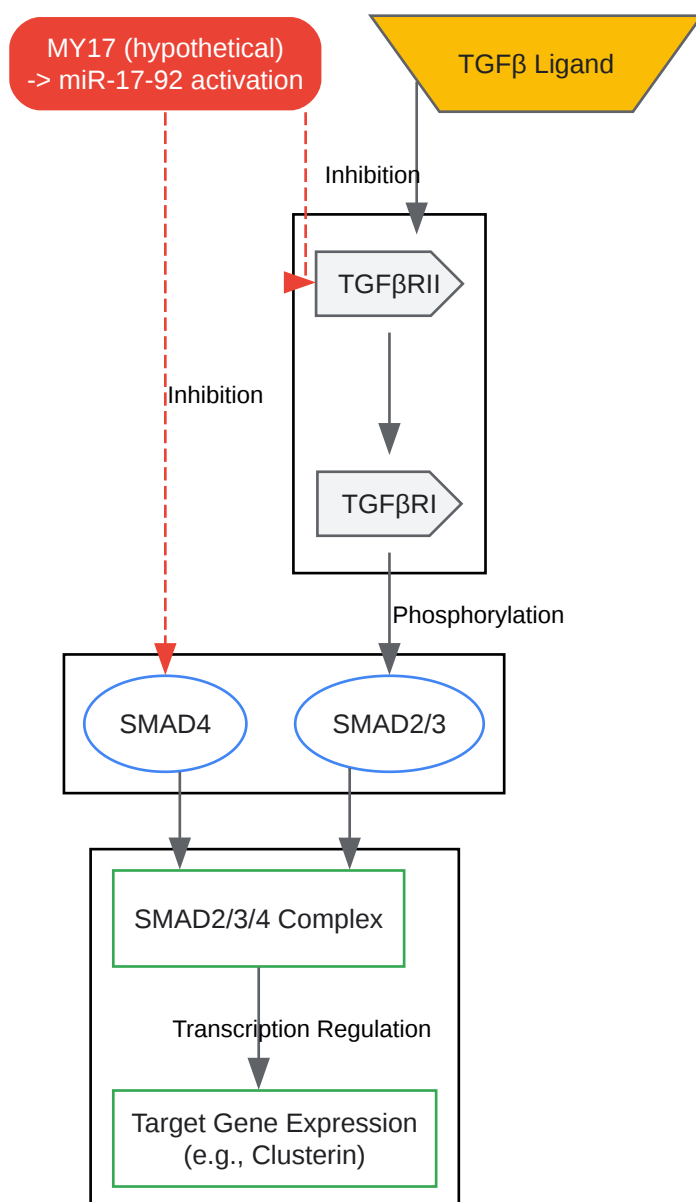 MY17 (hypothetical)
-> miR-17-92 activation
TGFβ Ligand
Inhibition
TGFβRII
Inhibition
TGFβRI
Phosphorylation
SMAD4
SMAD2/3
SMAD2/3/4 Complex
Transcription Regulation
Target Gene Expression
(e.g., Clusterin)